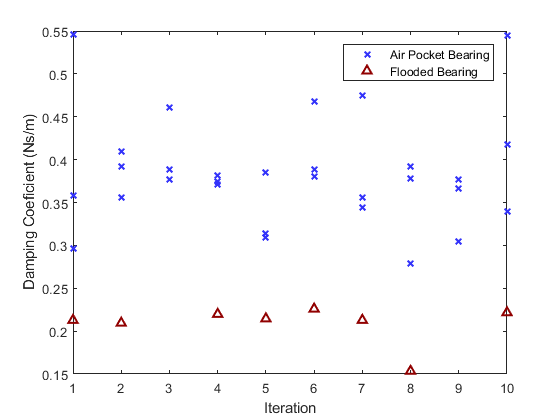 0.55
0.5
0.45
0.4
0.35
0.3
0.25
0.2
0.15
Damping Coeficient (Ns/m)
Air Pocket Bearing
Flooded Bearing
1 2 3 4 5 6 7 8 9 10
Iteration